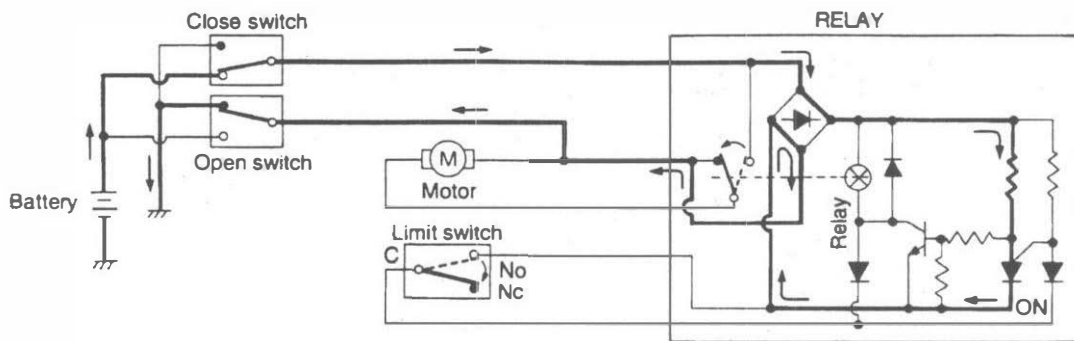 Close switch
RELAY
Open switch
M
Motor
Battery
Relay
Limit switch
C
No
Nc
ON